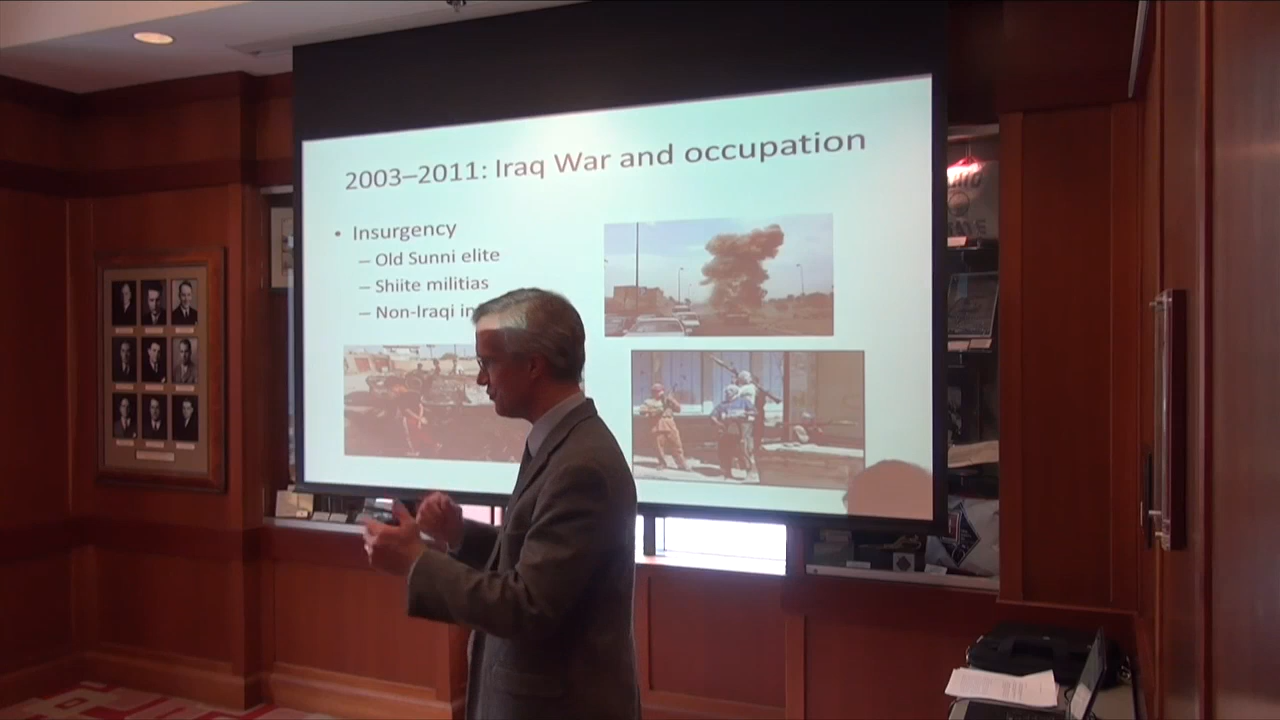 2003–2011: Iraq War and occupation
• Insurgency
– Old Sunni elite
– Shiite militias
– Non-Iraqi